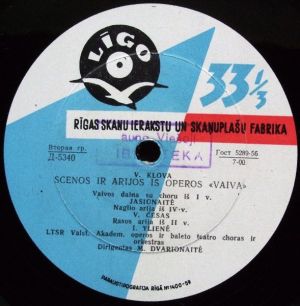 LĪGO
33⅓
RĪGAS SKAŅU IERAKSTU UN SKAŅUPLAŠU FABRIKA
Вторая гр.
Д-5340
Гост 5289-56
7-00
V. KLOVA
SCENOS IR ARIJOS IŠ OPEROS «VAIVA»
Vaivos daina su choru iš I v.
JASIONAITĖ
Naglio arija iš IV-v.
V. ČESAS
Rasos arija iš II v.
I. YLIENĖ
LTSR Valst. Akadem. operos ir baleto teatro choras ir
orkestras
Dirigentas M. DVARIONAITĖ